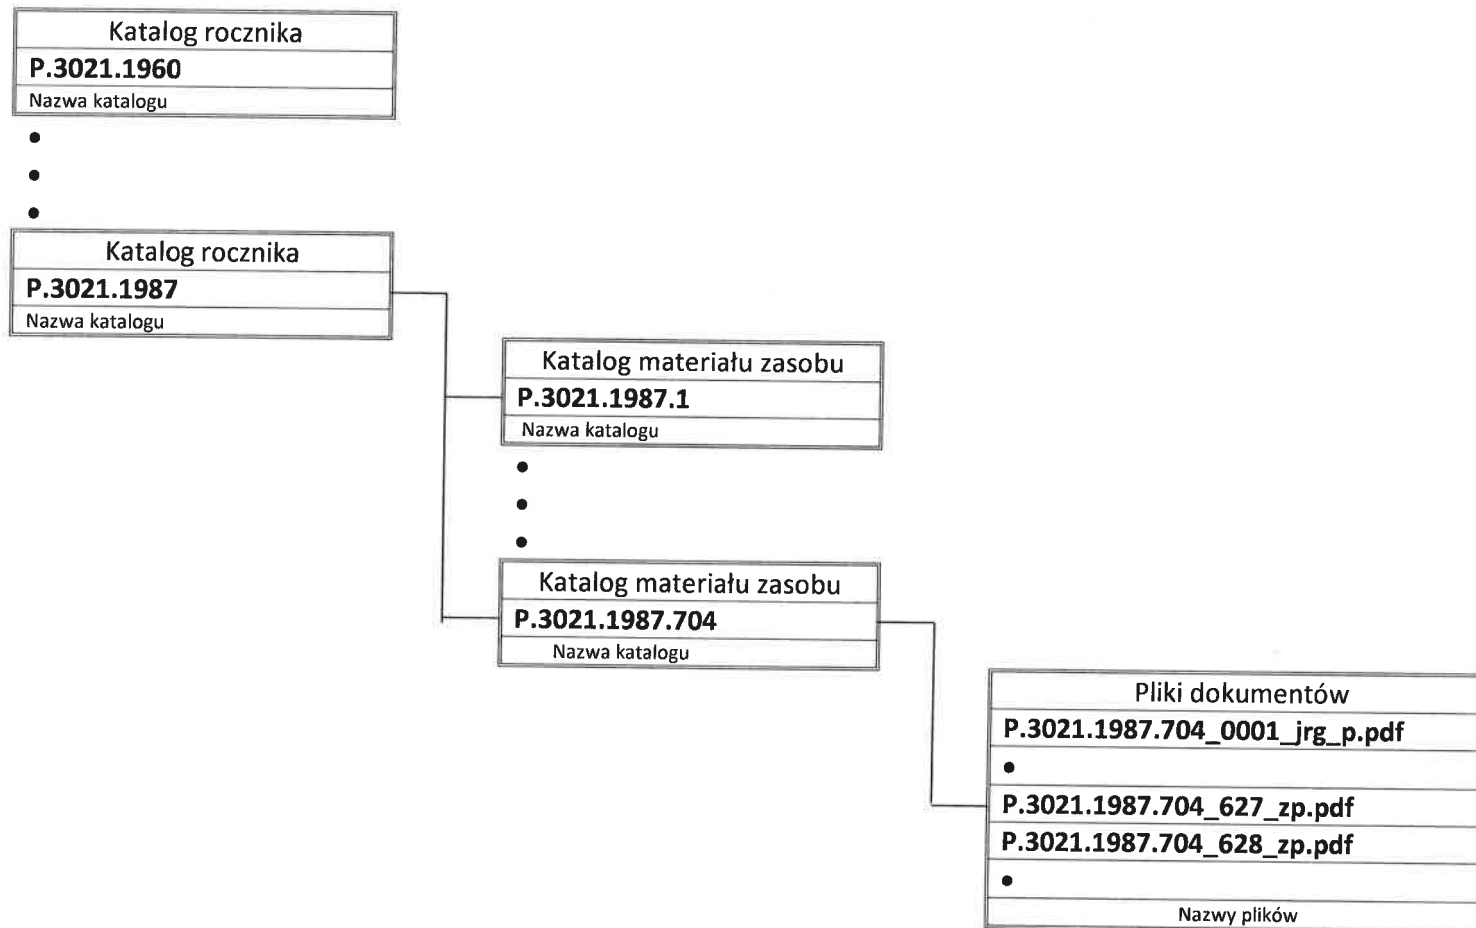 Katalog rocznika
P.3021.1960
Nazwa katalogu
•
•
•
Katalog rocznika
P.3021.1987
Nazwa katalogu
Katalog materiału zasobu
P.3021.1987.1
Nazwa katalogu
•
•
•
Katalog materiału zasobu
P.3021.1987.704
Nazwa katalogu
Pliki dokumentów
P.3021.1987.704_0001_jrg_p.pdf
•
P.3021.1987.704_627_zp.pdf
P.3021.1987.704_628_zp.pdf
•
Nazwy plików